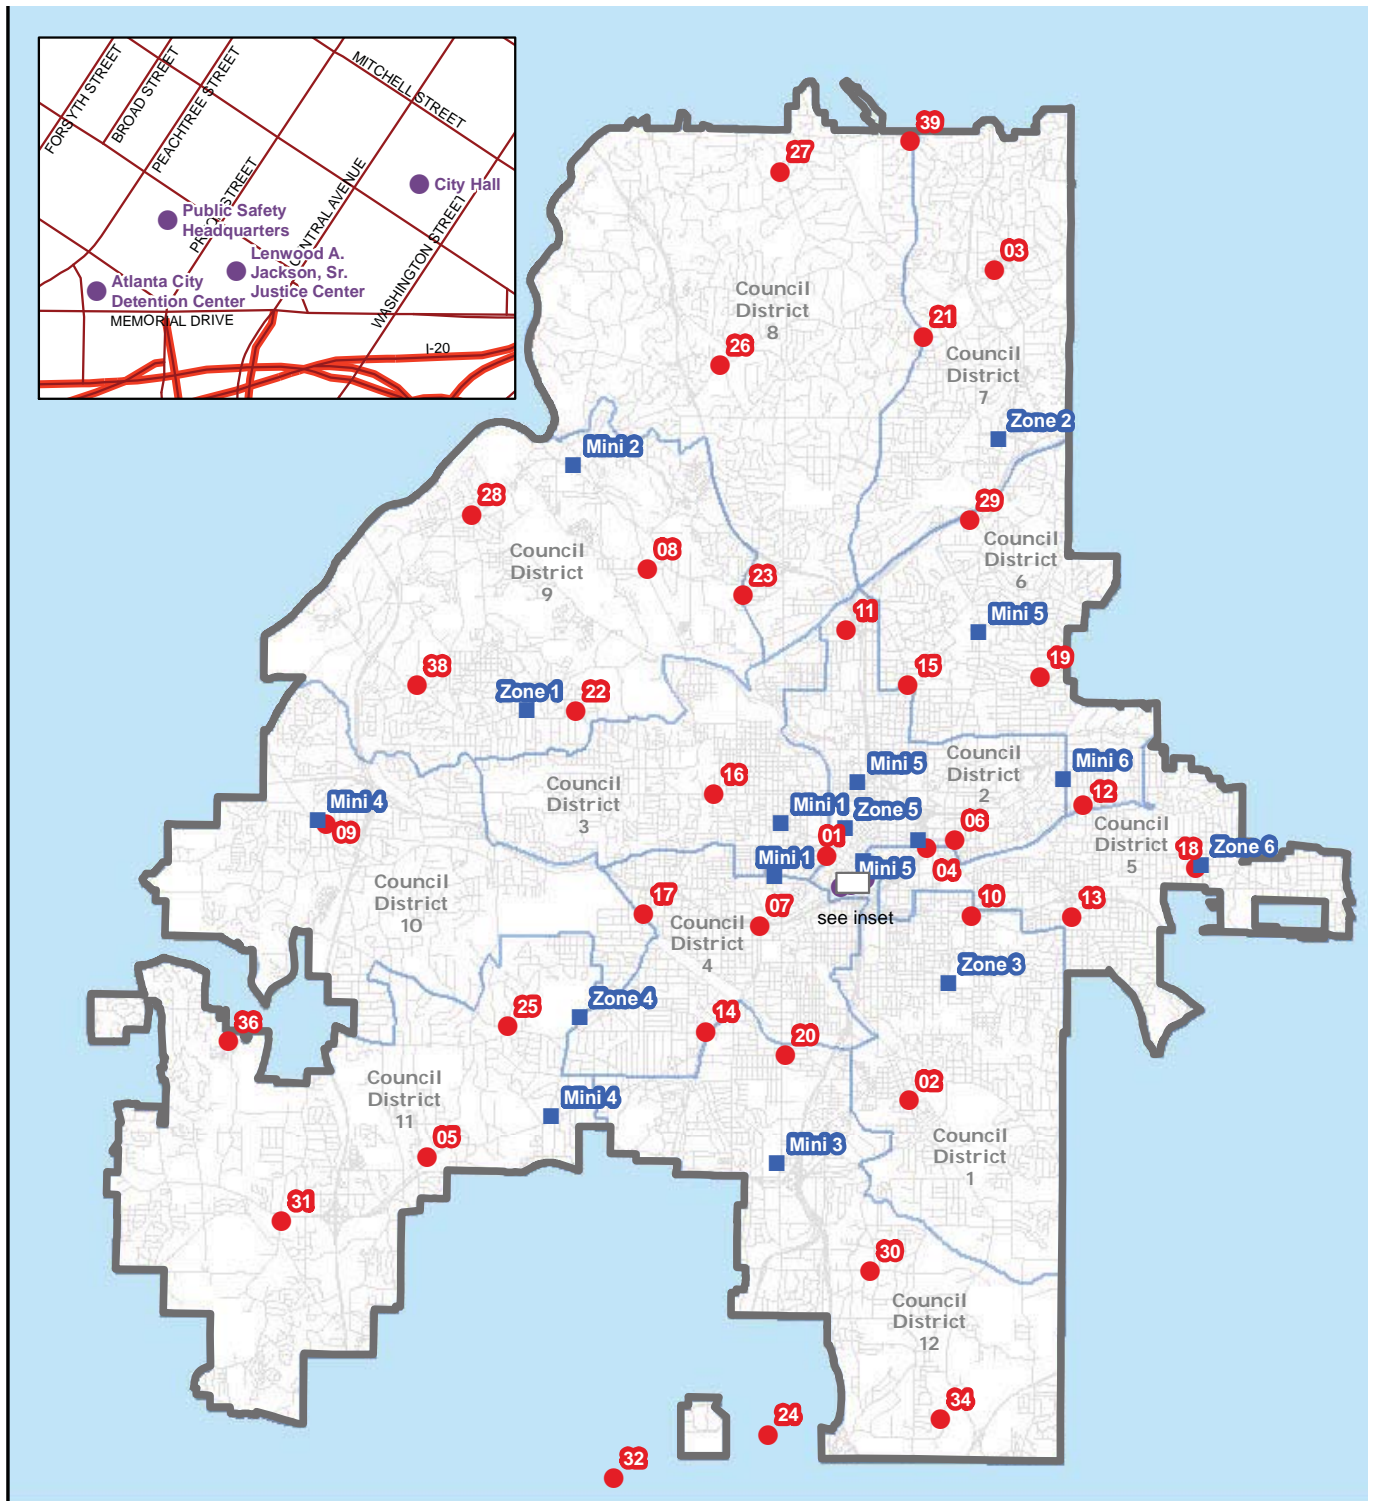 FORSYTH STREET
BROAD STREET
PEACHTREE STREET
MITCHELL STREET
PRYOR STREET
CENTRAL AVENUE
WASHINGTON STREET
City Hall
Public Safety
Headquarters
Lenwood A.
Jackson, Sr.
Justice Center
Atlanta City
Detention Center
MEMORIAL DRIVE
I-20
39
27
03
Council
District
8
21
26
Council
District
7
Zone 2
Mini 2
28
29
Council
District
9
08
Council
District
6
23
11
Mini 5
38
15
19
Zone 1
22
Council
District
2
Mini 5
Mini 6
16
Council
District
3
Mini 4
09
Mini 1
Zone 5
12
01
06
Council
District
5
18
Zone 6
Mini 1
Mini 5
04
Council
District
10
17
07
see inset
10
13
Council
District
4
Zone 3
Zone 4
25
14
36
20
Council
District
11
02
Mini 4
05
Mini 3
Council
District
1
31
30
Council
District
12
34
24
32